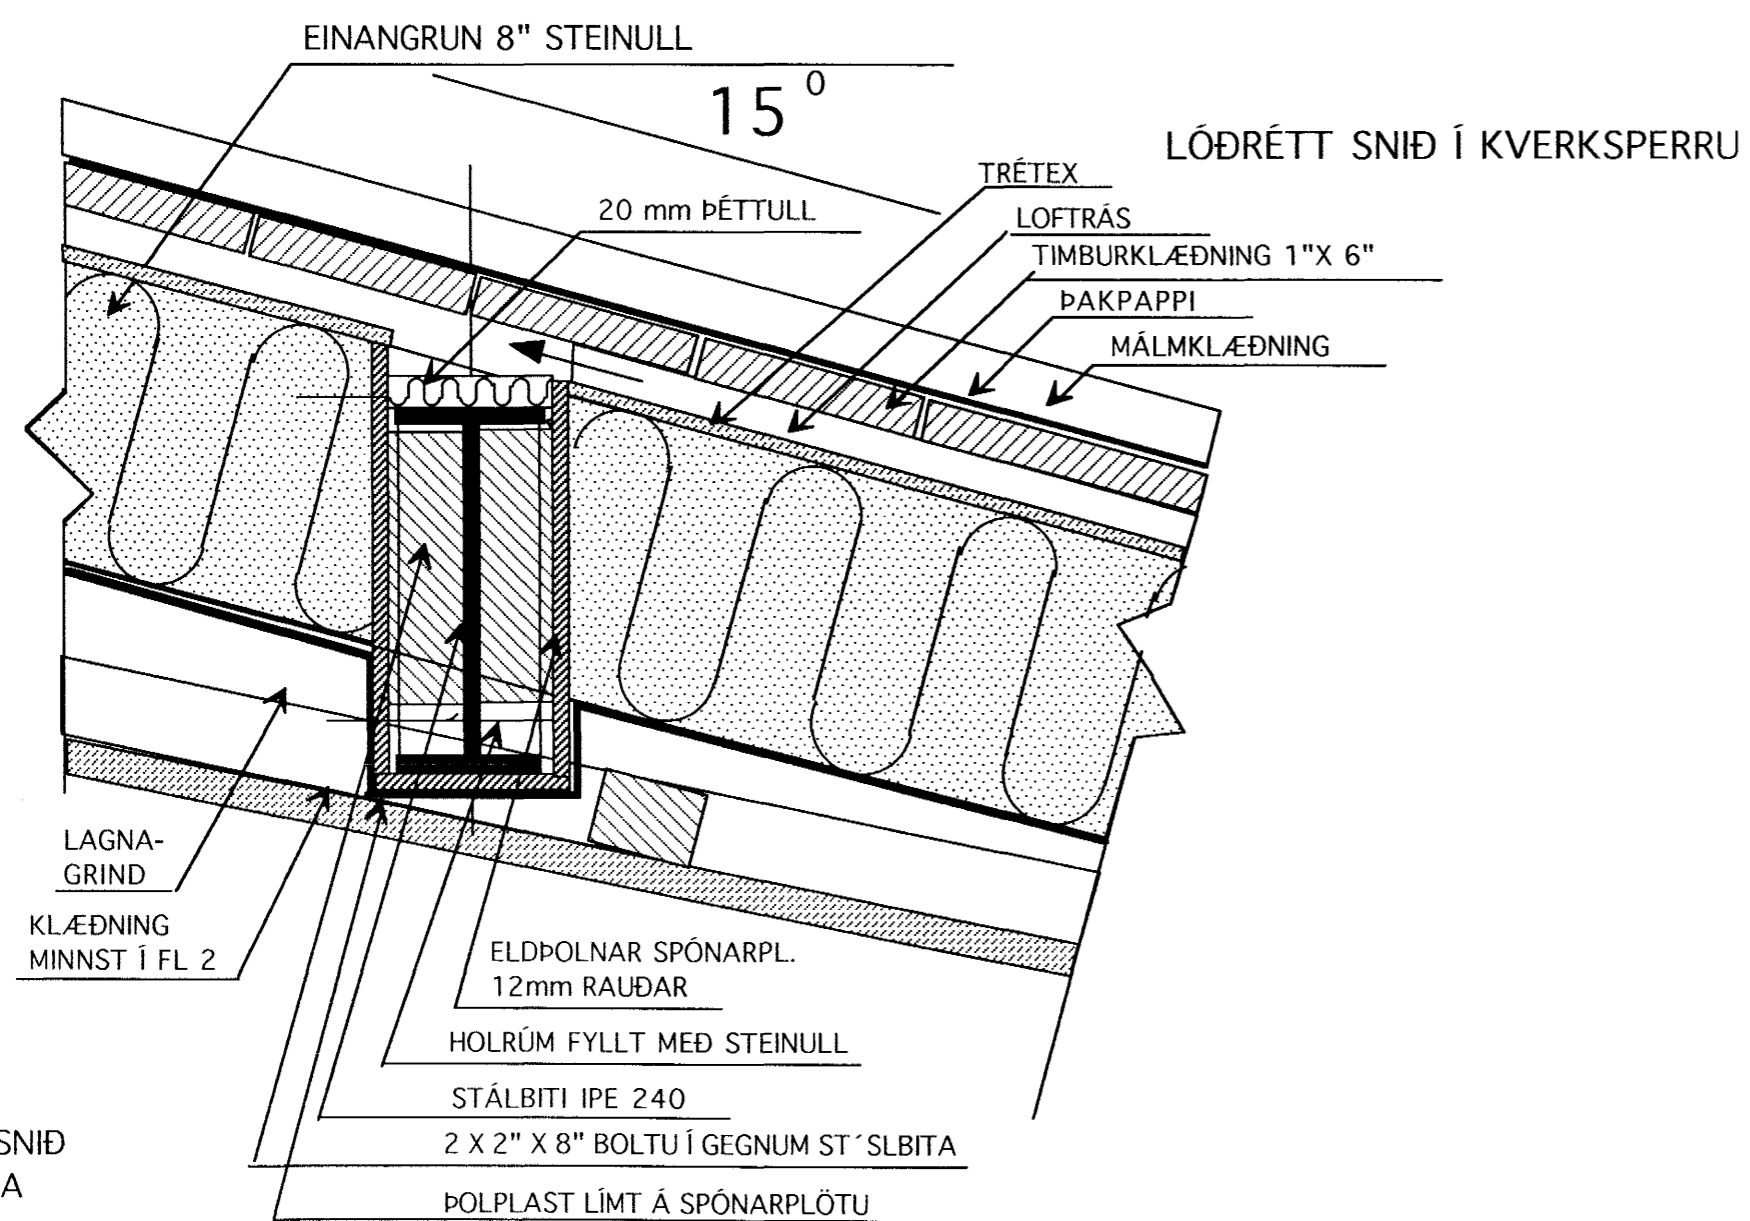 EINANGRUN 8" STEINULL
15°
LÓÐRÉTT SNIÐ Í KVERKSPERRU
TRÉTEX
20 mm ÞÉTTULL
LOFTRÁS
TIMBURKLÆÐNING 1"X 6"
ÞAKPAPPI
MÁLMKLÆÐNING
LAGNA-
GRIND
KLÆÐNING
MINNST Í FL 2
ELDÞOLNAR SPÓNARPL.
12mm RAUÐAR
HOLRÚM FYLLT MEÐ STEINULL
STÁLBITI IPE 240
2 X 2" X 8" BOLTU Í GEGNUM ST´SLBITA
ÞOLPLAST LÍMT Á SPÓNARPLÖTU
SNIÐ
A